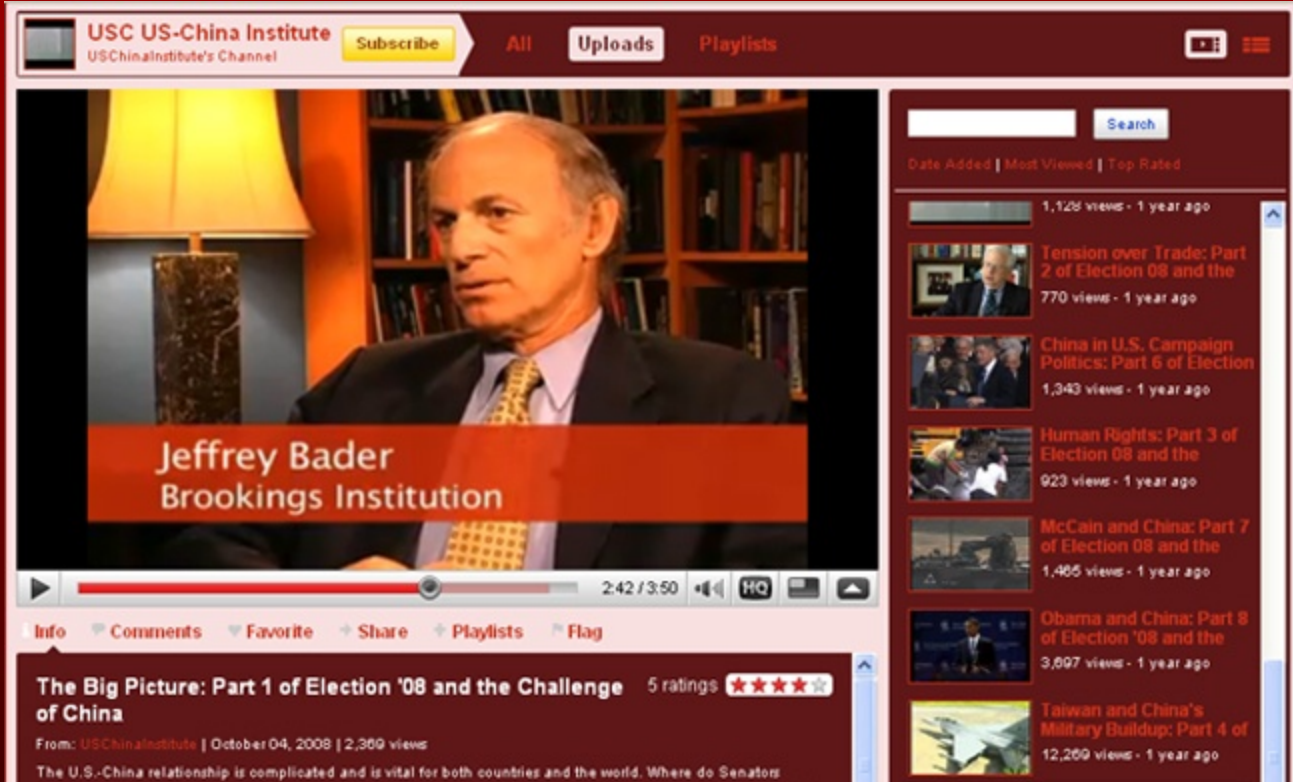 USC US-China Institute
USChinaInstitute's Channel
Subscribe
All
Uploads
Playlists
Jeffrey Bader
Brookings Institution
2:42 / 3:50
HQ
Info
Comments
Favorite
Share
Playlists
Flag
The Big Picture: Part 1 of Election '08 and the Challenge
of China
5 ratings
From: USChinaInstitute | October 04, 2008 | 2,369 views
The U.S.-China relationship is complicated and is vital for both countries and the world. Where do Senators
Search
Date Added | Most Viewed | Top Rated
1,128 views - 1 year ago
Tension over Trade: Part
2 of Election 08 and the
770 views - 1 year ago
China in U.S. Campaign
Politics: Part 6 of Election
1,343 views - 1 year ago
Human Rights: Part 3 of
Election 08 and the
923 views - 1 year ago
McCain and China: Part 7
of Election 08 and the
1,465 views - 1 year ago
Obama and China: Part 8
of Election '08 and the
3,697 views - 1 year ago
Taiwan and China's
Military Buildup: Part 4 of
12,269 views - 1 year ago